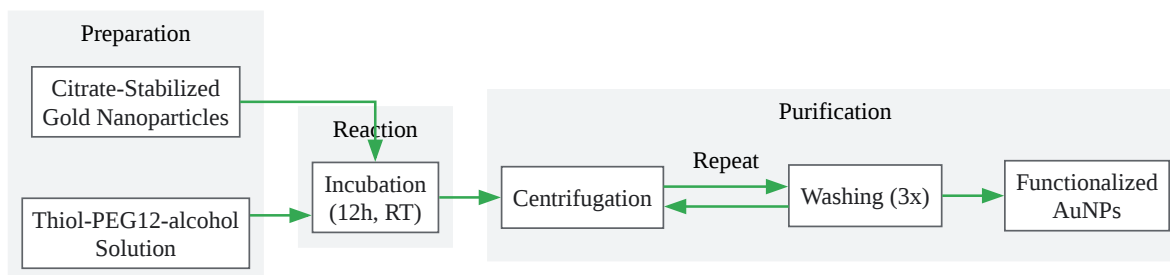 Preparation
Citrate-Stabilized
Gold Nanoparticles
Thiol-PEG12-alcohol
Solution
Reaction
Incubation
(12h, RT)
Purification
Centrifugation
Repeat
Washing (3x)
Functionalized
AuNPs